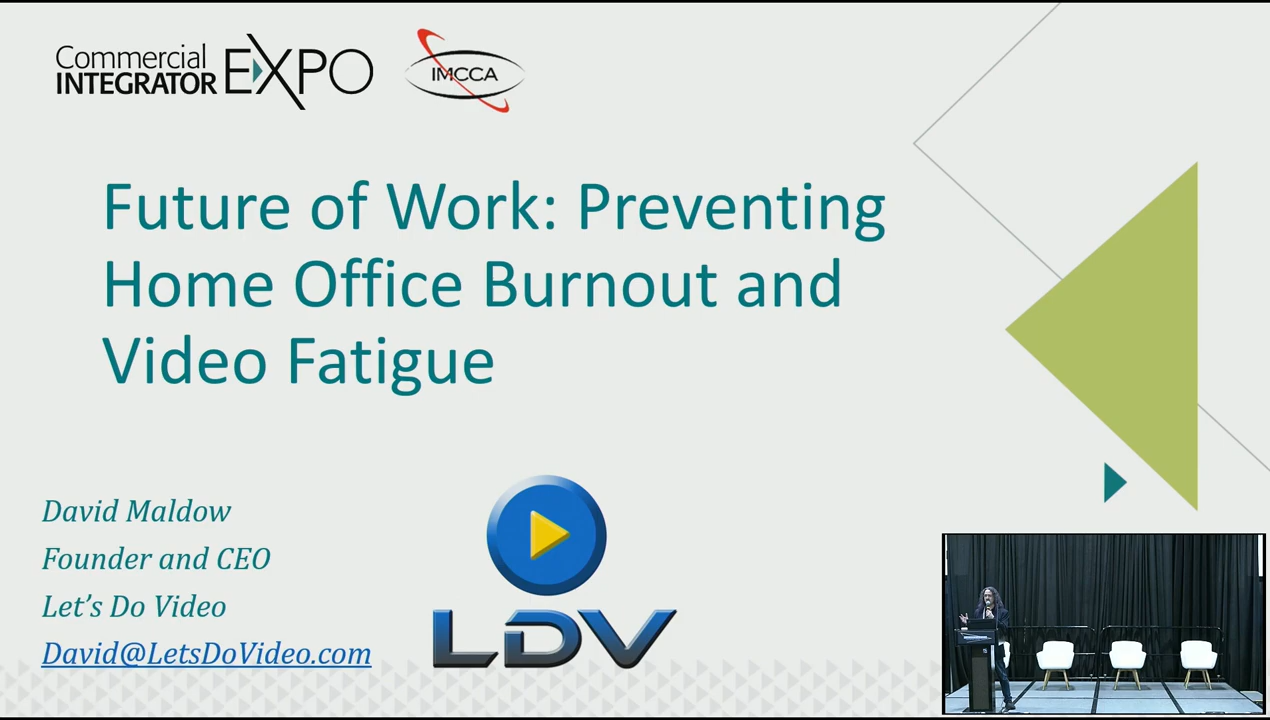 Commercial
INTEGRATOR EXPO
IMCCA
Future of Work: Preventing
Home Office Burnout and
Video Fatigue
David Maldow
Founder and CEO
Let's Do Video
David@LetsDoVideo.com
LDV